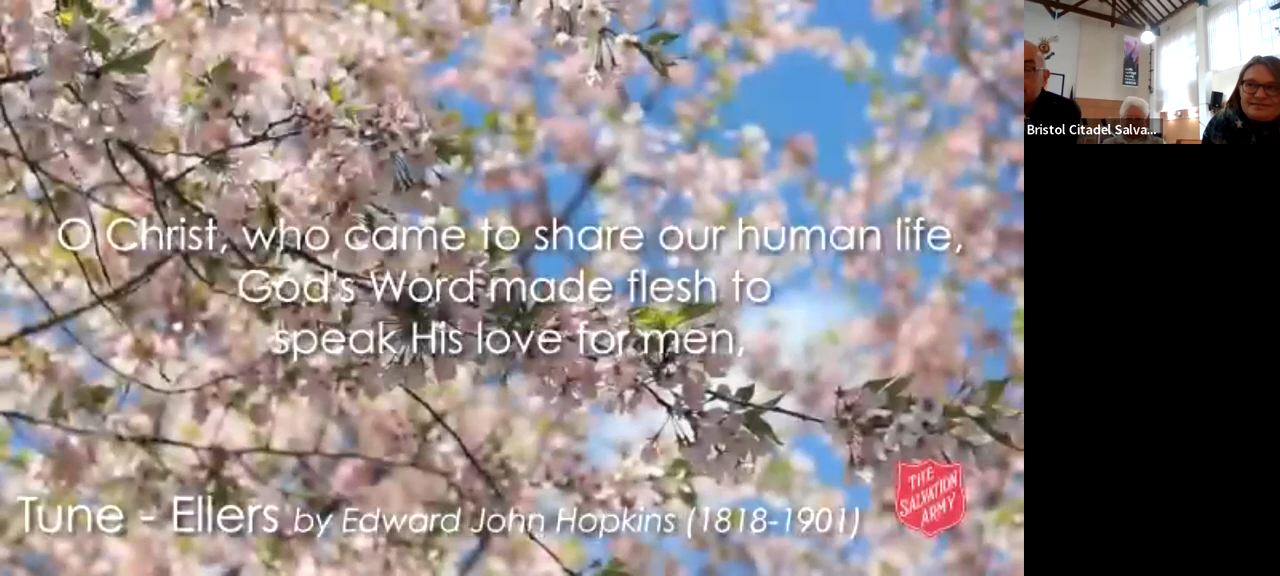 O Christ, who came to share our human life,
God's Word made flesh to
speak His love for men,
Tune - Ellers by Edward John Hopkins (1818-1901)
THE
SALVATION
ARMY
Bristol Citadel Salva...